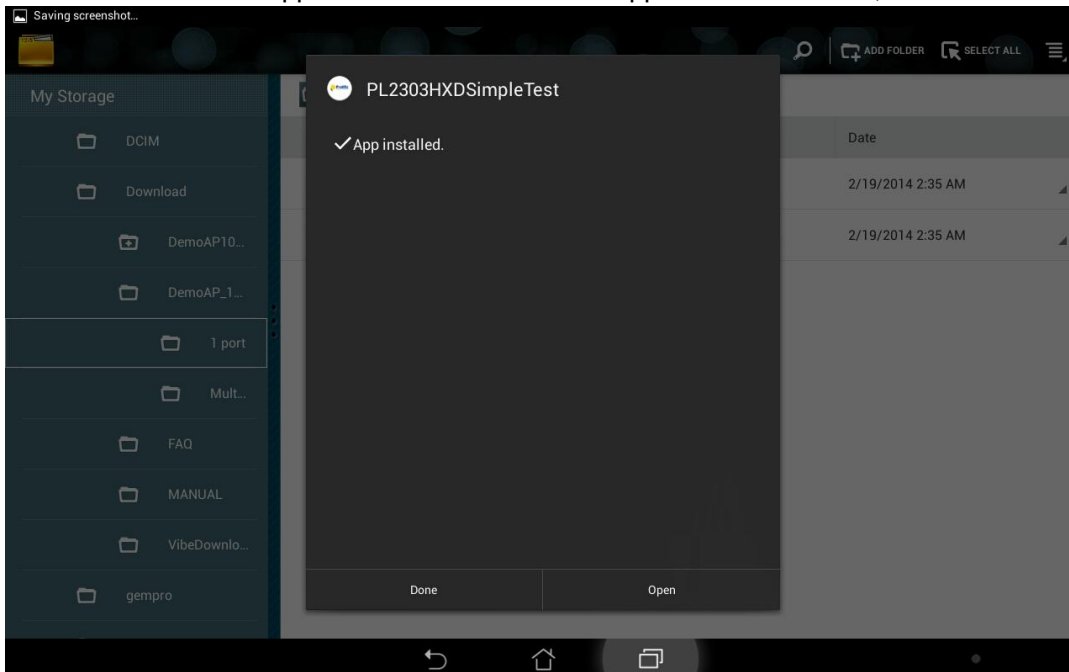 Saving screenshot...
ADD FOLDER
SELECT ALL
My Storage
DCIM
Download
DemoAP10...
DemoAP_1...
1 port
Mult...
FAQ
MANUAL
VibeDownlo...
gempro
PL2303HXDSimpleTest
App installed.
Done
Open
Date
2/19/2014 2:35 AM
2/19/2014 2:35 AM